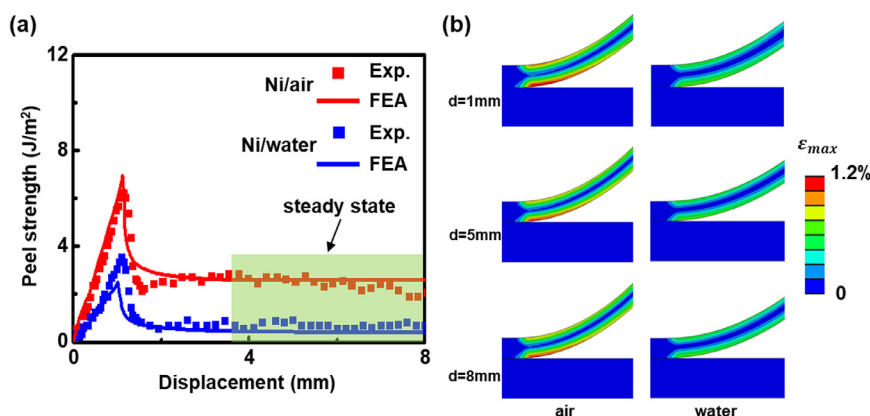 (a)
12
8
4
0
Peel strength (J/m²)
Ni/air
Exp.
FEA
Ni/water
Exp.
FEA
steady state
0
4
8
Displacement (mm)
(b)
d=1mm
d=5mm
d=8mm
air
water
εmax
1.2%
0